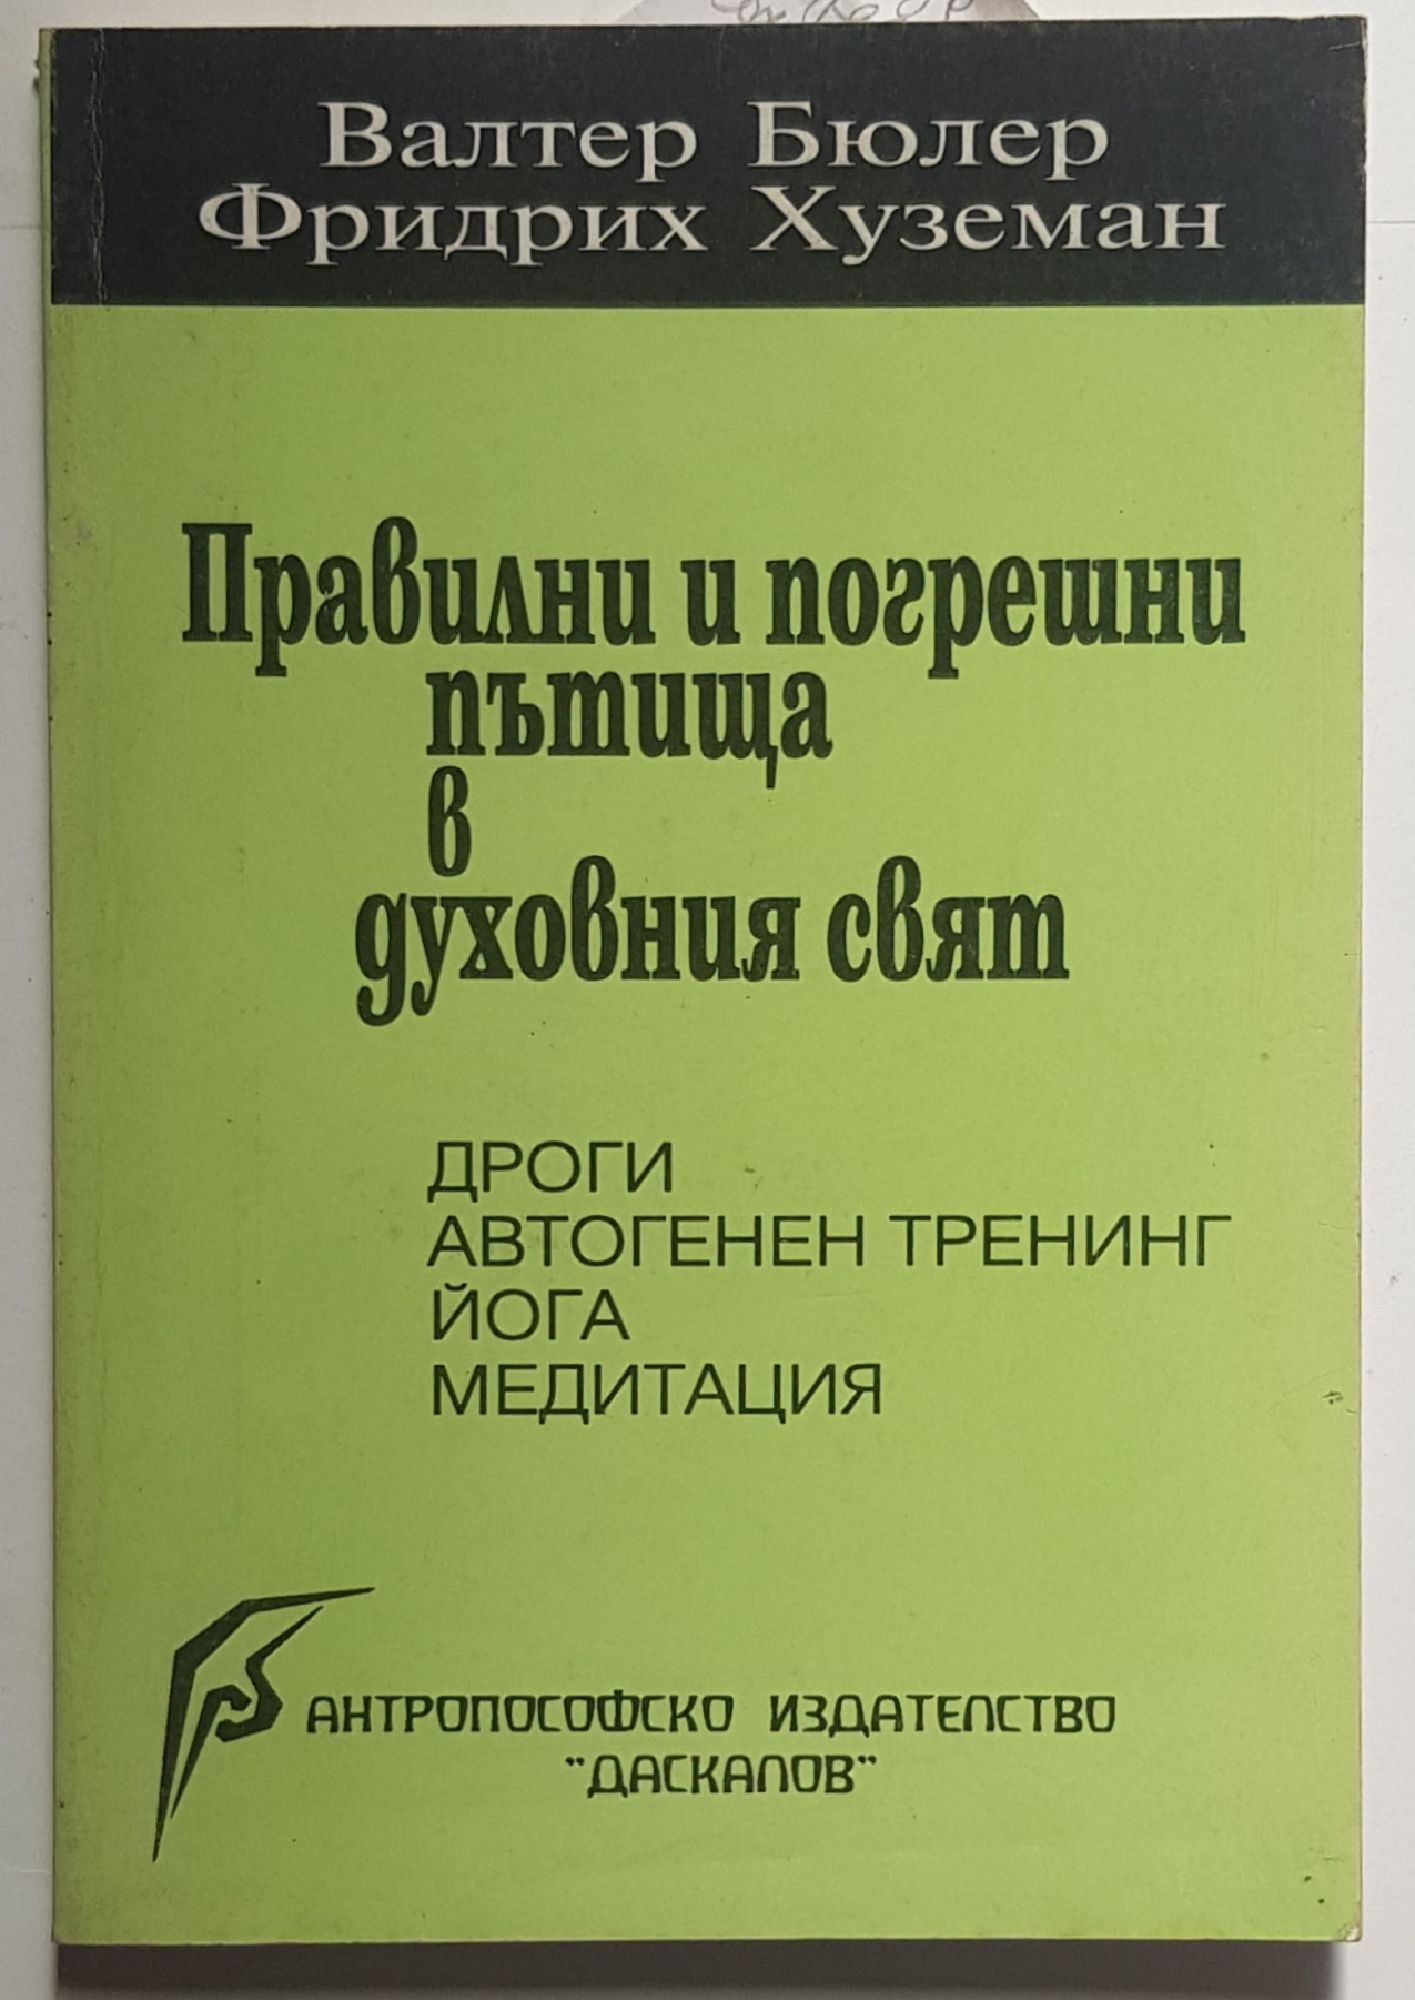 Валтер Бюлер
Фридрих Хуземан
Правилни и погрешни
пътища
в
духовния свят
ДРОГИ
АВТОГЕНЕН ТРЕНИНГ
ЙОГА
МЕДИТАЦИЯ
АНТРОПОСОФСКО ИЗДАТЕЛСТВО
"ДАСКАЛОВ"